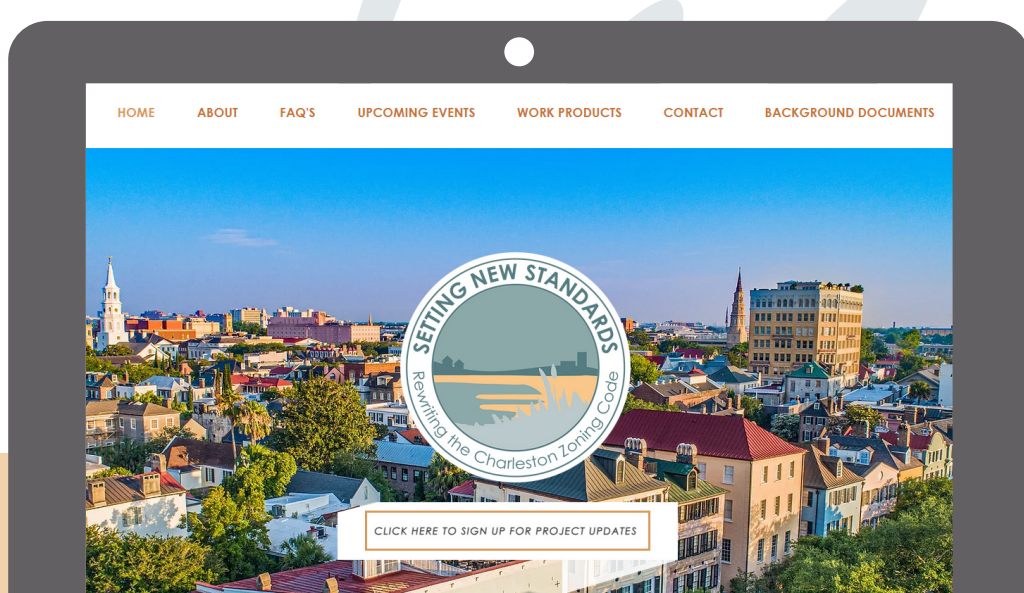 HOME
ABOUT
FAQ'S
UPCOMING EVENTS
WORK PRODUCTS
CONTACT
BACKGROUND DOCUMENTS
SETTING NEW STANDARDS
Rewriting the Charleston Zoning Code
CLICK HERE TO SIGN UP FOR PROJECT UPDATES